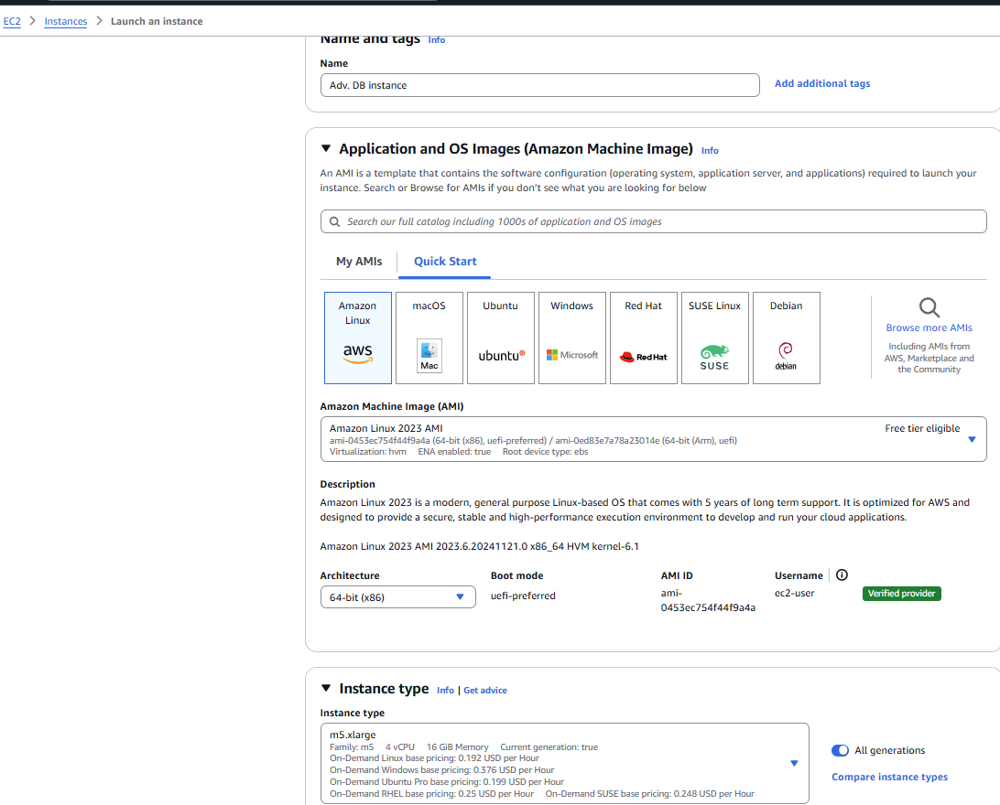 EC2 > Instances > Launch an instance
Name and tags Info
Name
Adv. DB instance
Add additional tags
Application and OS Images (Amazon Machine Image) Info
An AMI is a template that contains the software configuration (operating system, application server, and applications) required to launch your
instance. Search or Browse for AMIs if you don't see what you are looking for below
Search our full catalog including 1000s of application and OS images
My AMIs
Quick Start
Amazon
Linux
aws
macOS
Mac
Ubuntu
ubuntu
Windows
Microsoft
Red Hat
Red Hat
SUSE Linux
SUSE
Debian
debian
Browse more AMIs
Including AMIs from
AWS, Marketplace and
the Community
Amazon Machine Image (AMI)
Amazon Linux 2023 AMI
Free tier eligible
ami-0453ec754f44f9a4a (64-bit (x86), uefi-preferred) / ami-0ed83e7a78a23014e (64-bit (Arm), uefi)
Virtualization: hvm ENA enabled: true Root device type: ebs
Description
Amazon Linux 2023 is a modern, general purpose Linux-based OS that comes with 5 years of long term support. It is optimized for AWS and
designed to provide a secure, stable and high-performance execution environment to develop and run your cloud applications.
Amazon Linux 2023 AMI 2023.6.20241121.0 x86_64 HVM kernel-6.1
Architecture
64-bit (x86)
Boot mode
uefi-preferred
AMI ID
ami-
0453ec754f44f9a4a
Username
ec2-user
Verified provider
Instance type Info | Get advice
Instance type
m5.xlarge
Family: m5 4 vCPU 16 GiB Memory Current generation: true
On-Demand Linux base pricing: 0.192 USD per Hour
On-Demand Windows base pricing: 0.376 USD per Hour
On-Demand Ubuntu Pro base pricing: 0.199 USD per Hour
On-Demand RHEL base pricing: 0.25 USD per Hour On-Demand SUSE base pricing: 0.248 USD per Hour
All generations
Compare instance types